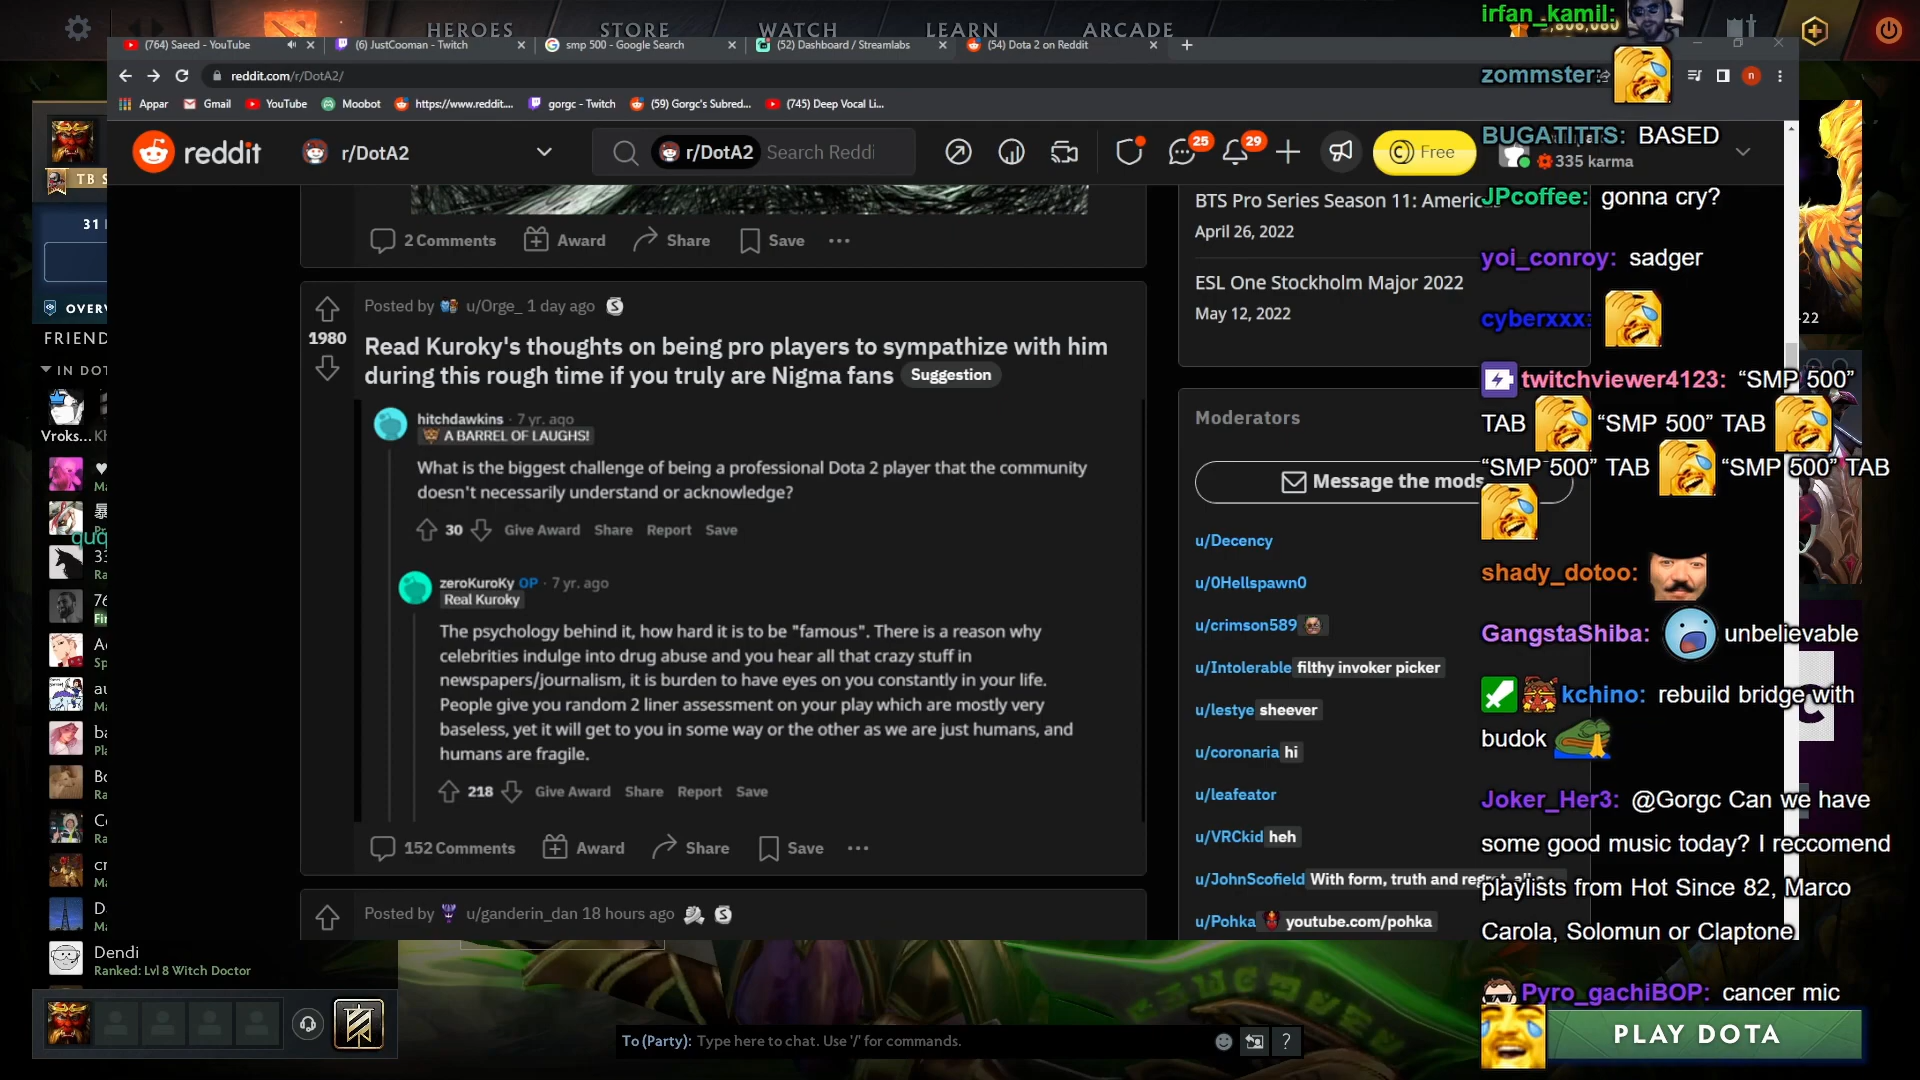 HEROES STORE WATCH LEARN ARCADE
(764) Saeed - YouTube
(6) JustCooman - Twitch
smp 500 - Google Search
(52) Dashboard / Streamlabs
(54) Dota 2 on Reddit
reddit.com/r/DotA2/
Appar
Gmail
YouTube
Moobot
https://www.reddit....
gorgc - Twitch
(59) Gorgc's Subred...
(745) Deep Vocal Li...
reddit
r/DotA2
r/DotA2 Search Reddi
25
29
Free
335 karma
2 Comments Award Share Save
Posted by u/Orge_ 1 day ago
1980
Read Kuroky's thoughts on being pro players to sympathize with him
during this rough time if you truly are Nigma fans Suggestion
hitchdawkins · 7 yr. ago
A BARREL OF LAUGHS!
What is the biggest challenge of being a professional Dota 2 player that the community
doesn't necessarily understand or acknowledge?
30 Give Award Share Report Save
zeroKuroKy OP · 7 yr. ago
Real Kuroky
The psychology behind it, how hard it is to be "famous". There is a reason why
celebrities indulge into drug abuse and you hear all that crazy stuff in
newspapers/journalism, it is burden to have eyes on you constantly in your life.
People give you random 2 liner assessment on your play which are mostly very
baseless, yet it will get to you in some way or the other as we are just humans, and
humans are fragile.
218 Give Award Share Report Save
152 Comments Award Share Save
Posted by u/ganderin_dan 18 hours ago
BTS Pro Series Season 11: Americ
April 26, 2022
ESL One Stockholm Major 2022
May 12, 2022
Moderators
Message the mods
u/Decency
u/0Hellspawn0
u/crimson589
u/Intolerable filthy invoker picker
u/lestye sheever
u/coronaria hi
u/leafeator
u/VRCkid heh
u/JohnScofield With form, truth and
u/Pohka youtube.com/pohka
irfan_kamil:
zommster:
BUGATITTS: BASED
JPcoffee: gonna cry?
yoi_conroy: sadger
cyberxxx:
twitchviewer4123: “SMP 500”
TAB “SMP 500” TAB
“SMP 500” TAB “SMP 500” TAB
shady_dotoo:
GangstaShiba: unbelievable
kchino: rebuild bridge with
budok
Joker_Her3: @Gorgc Can we have
some good music today? I reccomend
playlists from Hot Since 82, Marco
Carola, Solomun or Claptone
Pyro_gachiBOP: cancer mic
PLAY DOTA
-22
TB S
31
OVERV
FRIEND
IN DOT
Vroks...
Dendi
Ranked: Lvl 8 Witch Doctor
To (Party): Type here to chat. Use '/' for commands.
?